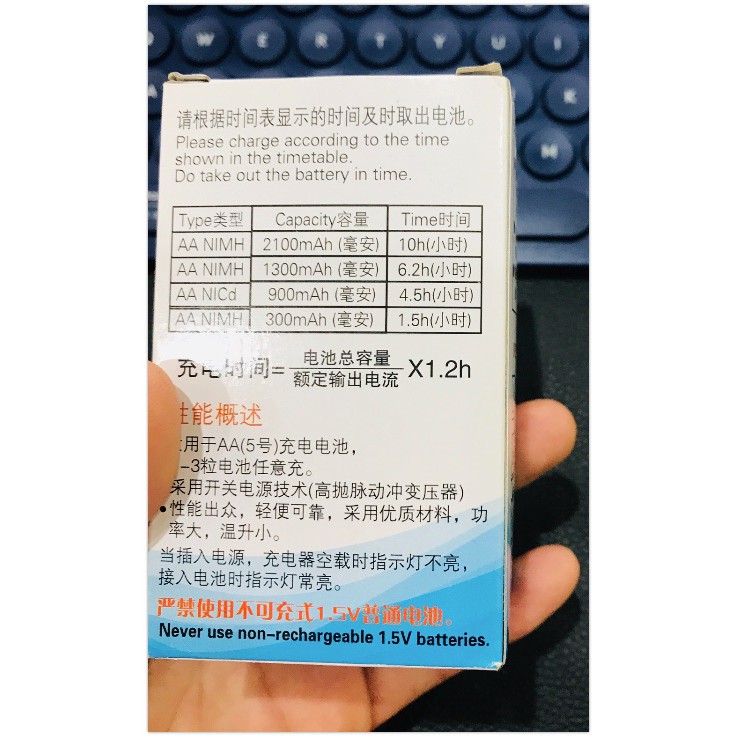 W E R T Y U I
K
M
请根据时间表显示的时间及时取出电池。
Please charge according to the time
shown in the timetable.
Do take out the battery in time.
Type类型 Capacity容量 Time时间
AA NIMH 2100mAh (毫安) 10h(小时)
AA NIMH 1300mAh (毫安) 6.2h(小时)
AA NICd 900mAh (毫安) 4.5h(小时)
AA NIMH 300mAh (毫安) 1.5h(小时)
充电时间=电池总容量/额定输出电流 X1.2h
性能概述
用于AA(5号)充电电池，
-3粒电池任意充。
采用开关电源技术(高抛脉动冲变压器)
•性能出众，轻便可靠，采用优质材料，功
率大，温升小。
当插入电源，充电器空载时指示灯不亮，
接入电池时指示灯常亮。
严禁使用不可充式1.5V普通电池。
Never use non-rechargeable 1.5V batteries.